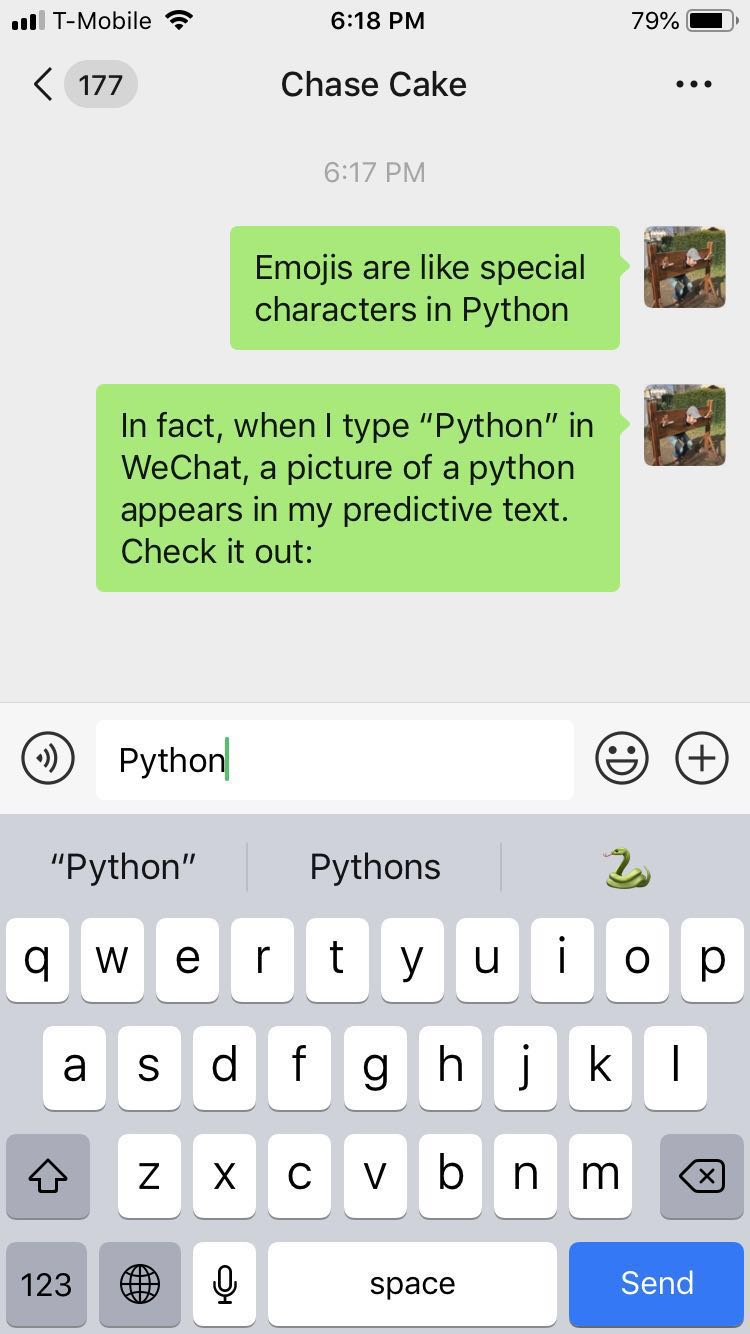 T-Mobile 6:18 PM 79%
177 Chase Cake
6:17 PM
Emojis are like special
characters in Python
In fact, when I type “Python” in
WeChat, a picture of a python
appears in my predictive text.
Check it out:
Python
“Python” Pythons 🐍
q w e r t y u i o p
a s d f g h j k l
z x c v b n m
123 space Send